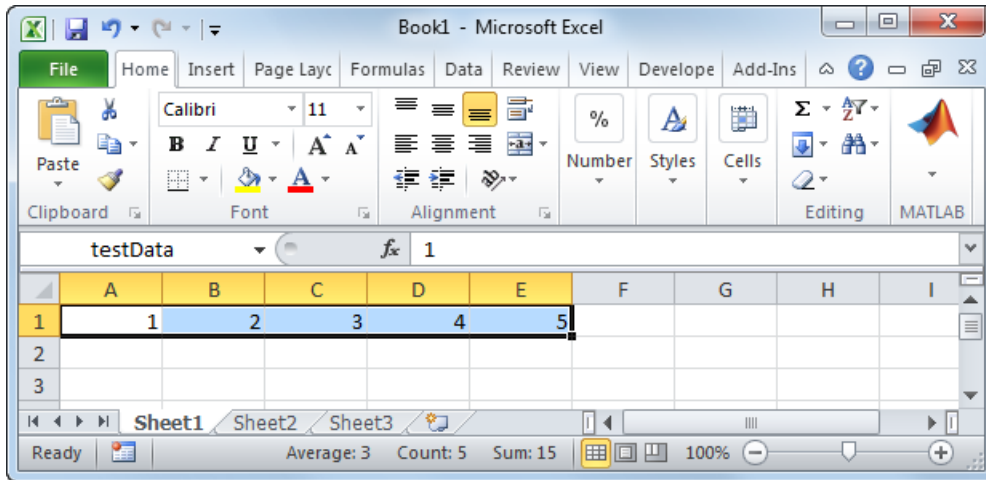 Book1 - Microsoft Excel
File Home Insert Page Layc Formulas Data Review View Develope Add-Ins
Calibri 11
Paste B I U A A A Number Styles Cells Σ
% A
Clipboard Font Alignment Editing MATLAB
testData fx 1
A B C D E F G H I
1 1 2 3 4 5
2
3
Sheet1 Sheet2 Sheet3
Ready Average: 3 Count: 5 Sum: 15 100%